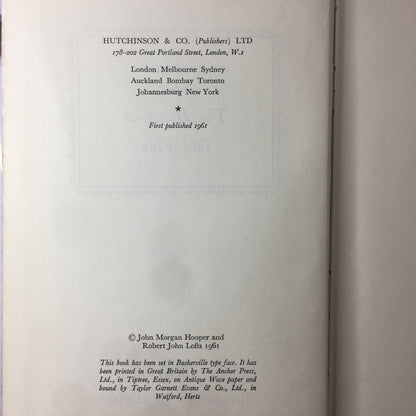 HUTCHINSON & CO. (Publishers) LTD
178–202 Great Portland Street, London, W.1
London Melbourne Sydney
Auckland Bombay Toronto
Johannesburg New York
★
First published 1961
© John Morgan Hooper and
Robert John Lofts 1961
This book has been set in Baskerville type face. It has
been printed in Great Britain by The Anchor Press,
Ltd., in Tiptree, Essex, on Antique Wove paper and
bound by Taylor Garnett Evans & Co., Ltd., in
Watford, Herts